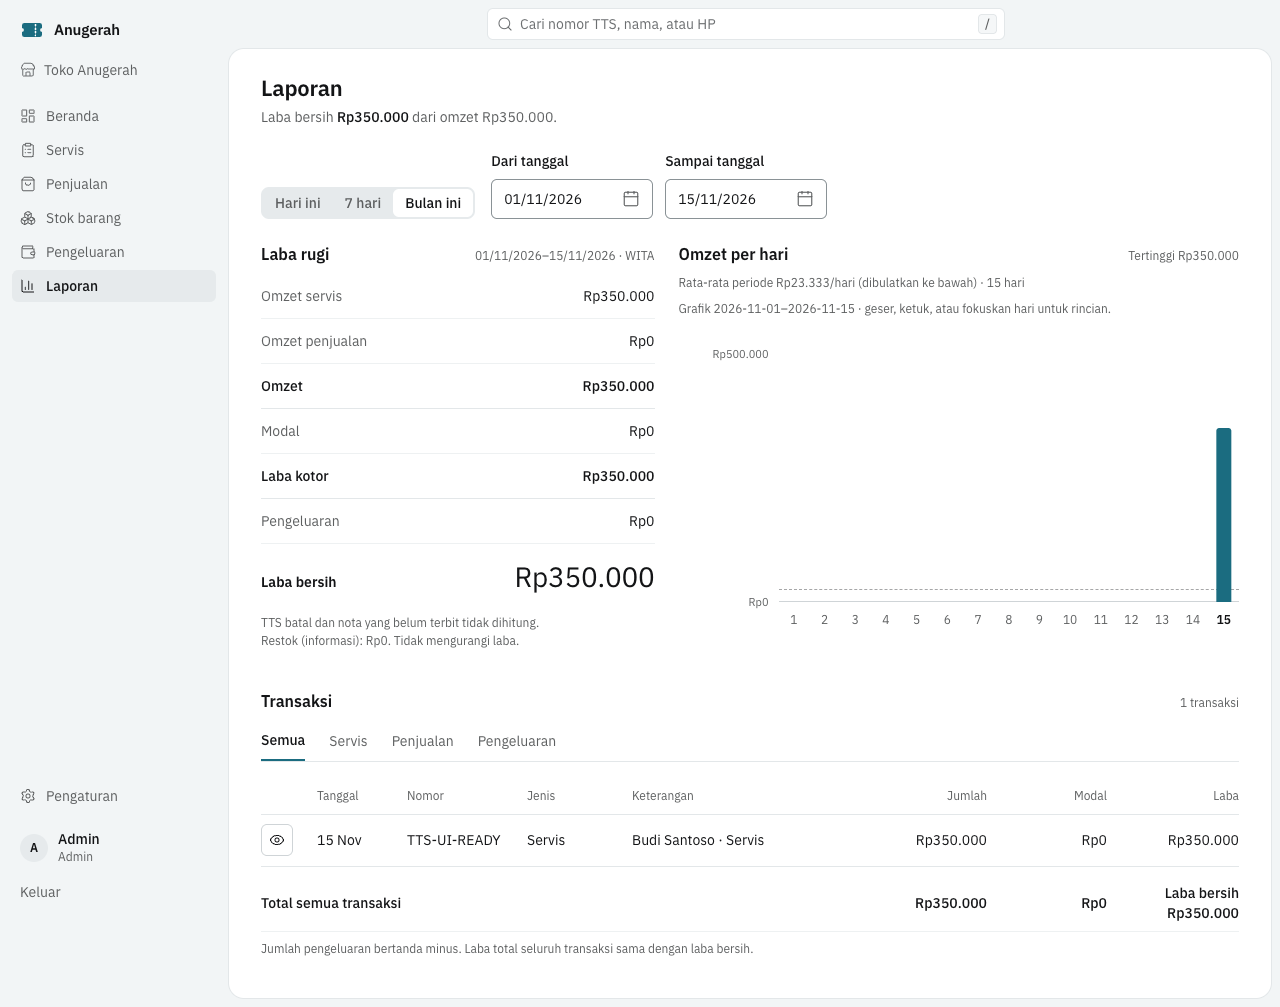 Anugerah
Cari nomor TTS, nama, atau HP
/
Toko Anugerah
Beranda
Servis
Penjualan
Stok barang
Pengeluaran
Laporan
Pengaturan
A
Admin
Admin
Keluar
Laporan
Laba bersih Rp350.000 dari omzet Rp350.000.
Hari ini
7 hari
Bulan ini
Dari tanggal
01/11/2026
Sampai tanggal
15/11/2026
Laba rugi
01/11/2026–15/11/2026 · WITA
Omzet servis Rp350.000
Omzet penjualan Rp0
Omzet Rp350.000
Modal Rp0
Laba kotor Rp350.000
Pengeluaran Rp0
Laba bersih Rp350.000
TTS batal dan nota yang belum terbit tidak dihitung.
Restok (informasi): Rp0. Tidak mengurangi laba.
Omzet per hari
Tertinggi Rp350.000
Rata-rata periode Rp23.333/hari (dibulatkan ke bawah) · 15 hari
Grafik 2026-11-01–2026-11-15 · geser, ketuk, atau fokuskan hari untuk rincian.
Rp500.000
Rp0
1 2 3 4 5 6 7 8 9 10 11 12 13 14 15
Transaksi
1 transaksi
Semua Servis Penjualan Pengeluaran
Tanggal Nomor Jenis Keterangan Jumlah Modal Laba
15 Nov TTS-UI-READY Servis Budi Santoso · Servis Rp350.000 Rp0 Rp350.000
Total semua transaksi Rp350.000 Rp0 Laba bersih
Rp350.000
Jumlah pengeluaran bertanda minus. Laba total seluruh transaksi sama dengan laba bersih.